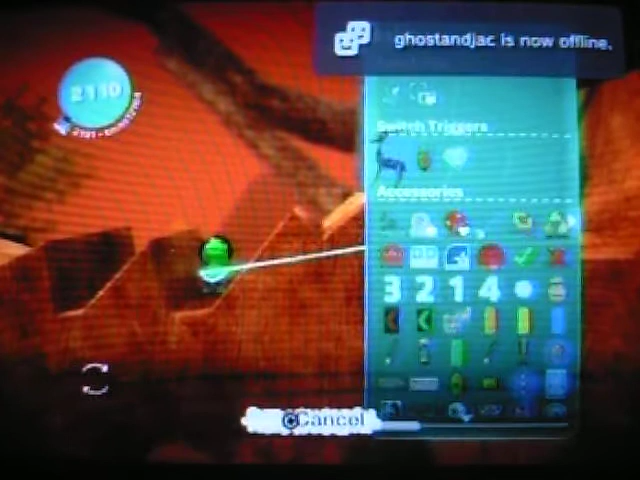 ghostandjac is now offline.
2110
Switch Triggers
Accessories
3 2 1 4
Cancel